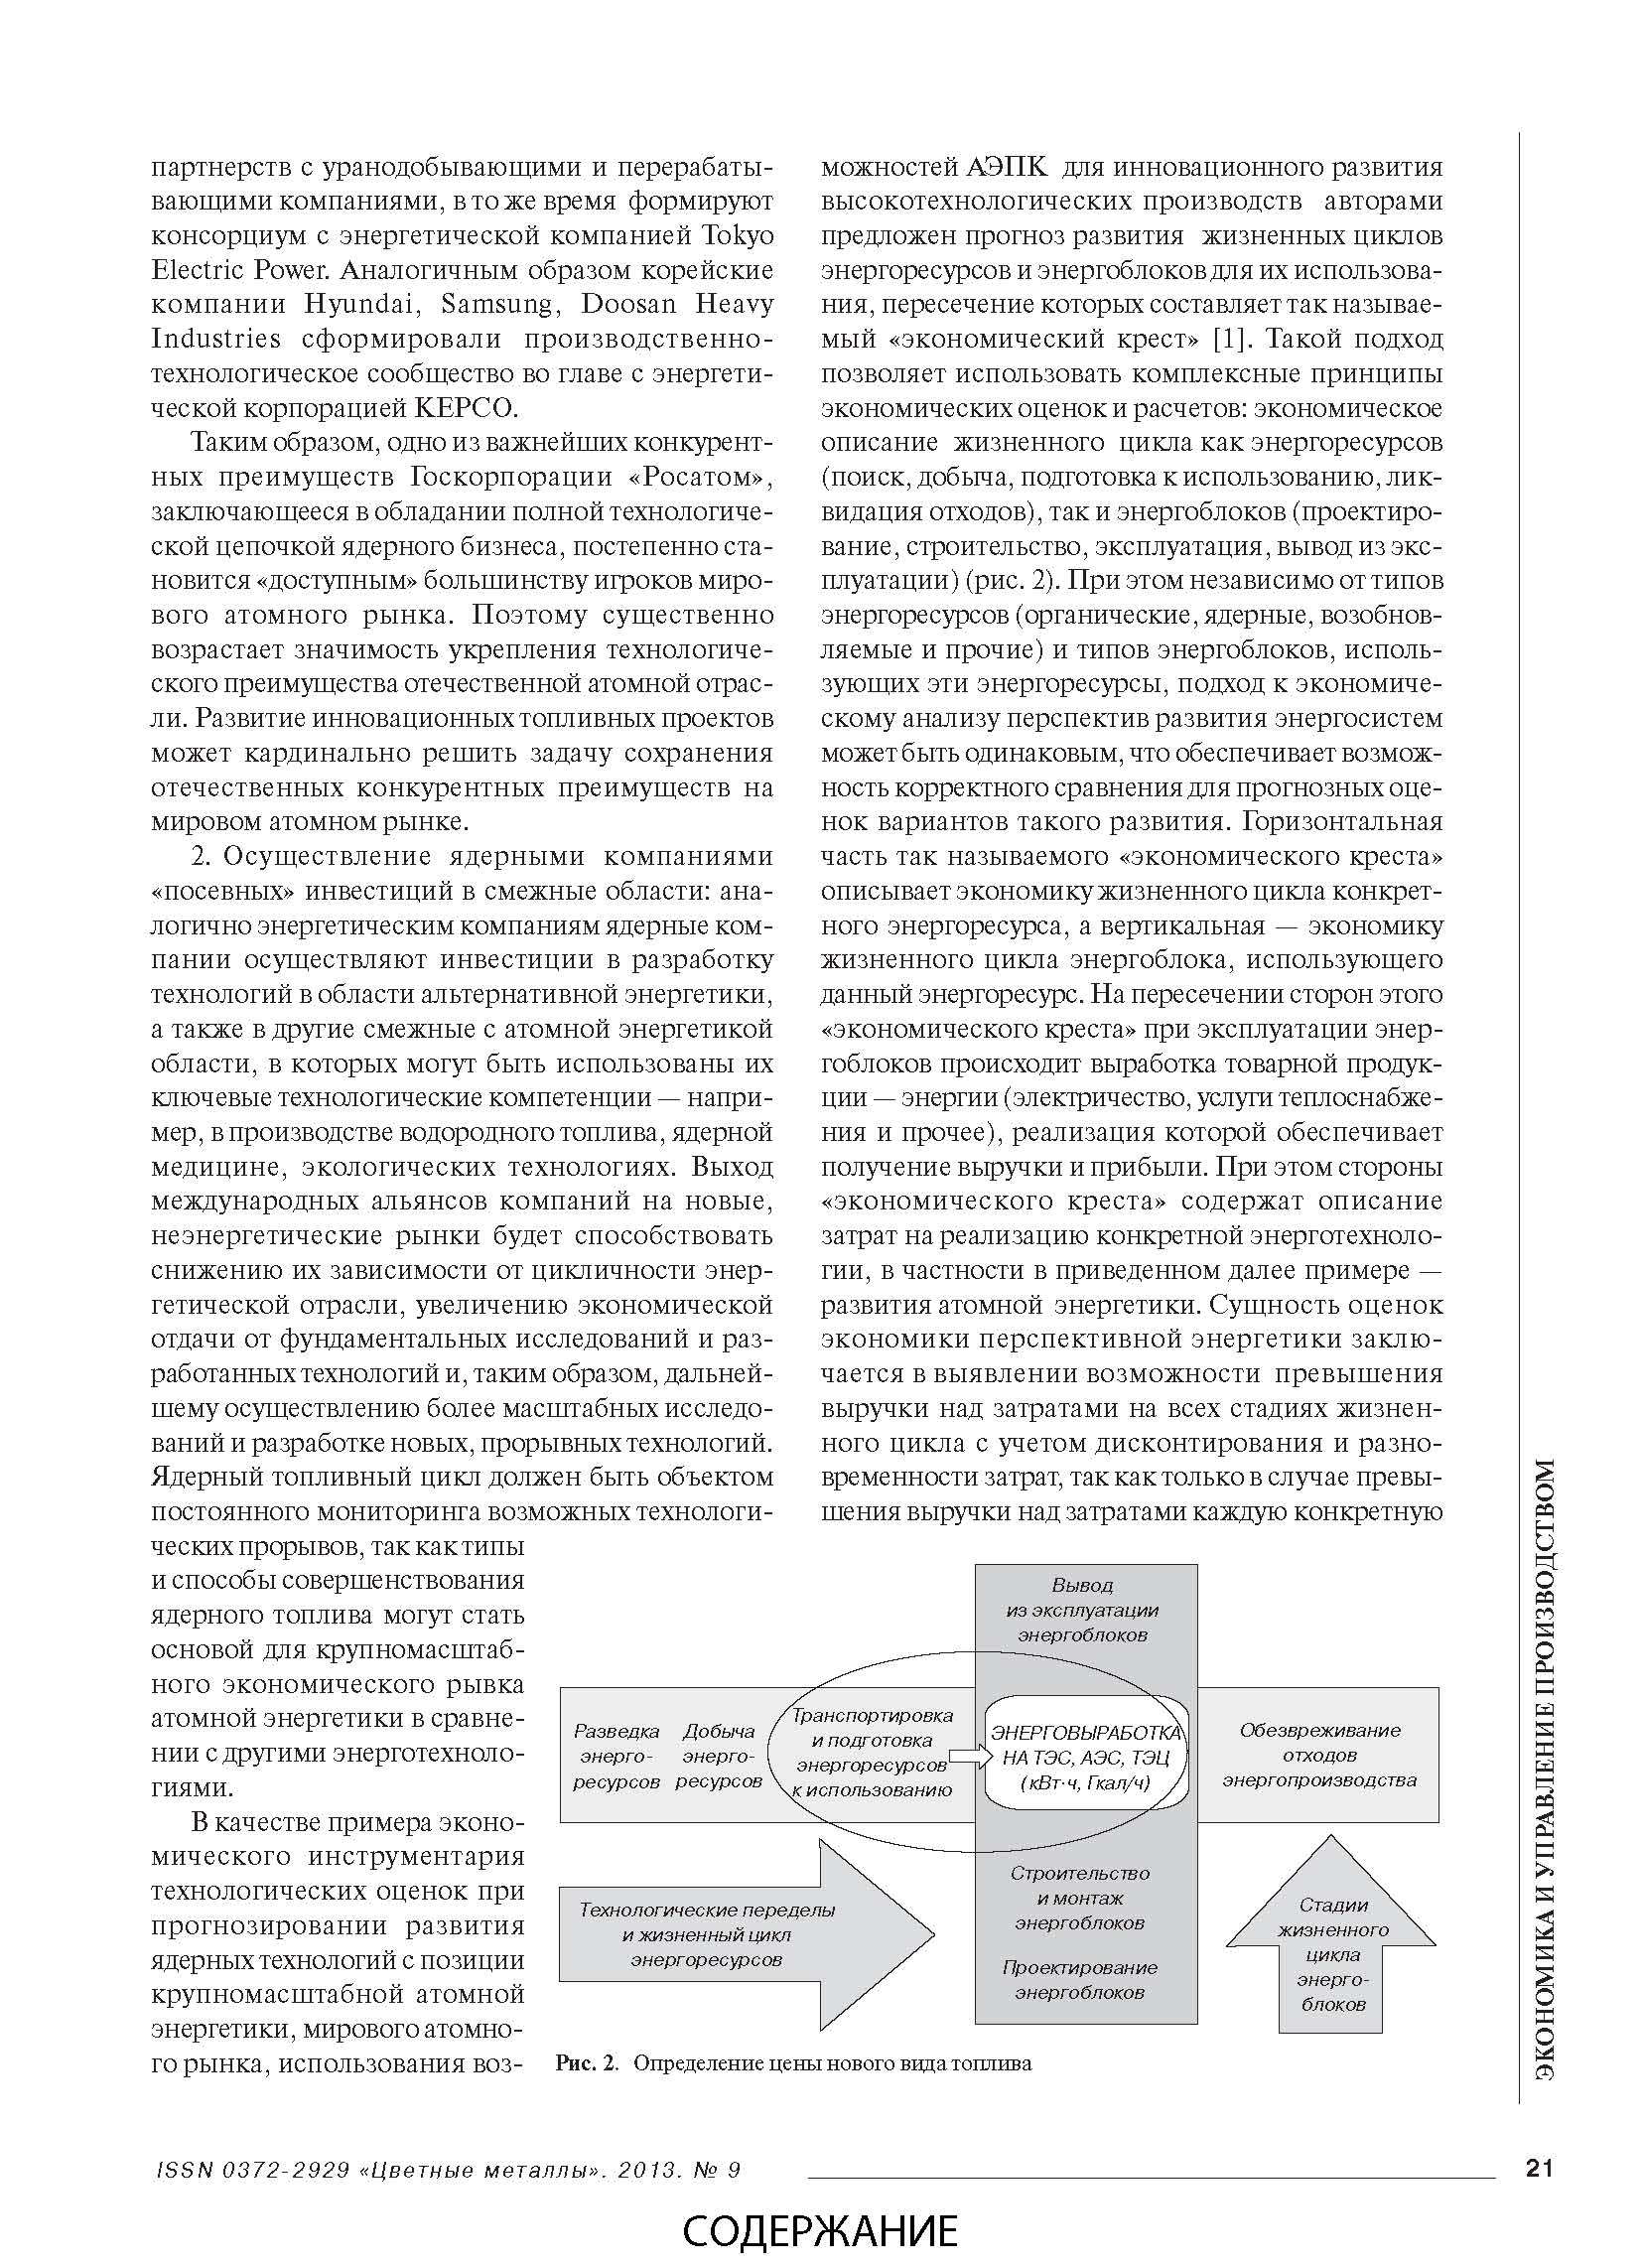 партнерств с уранодобывающими и перерабаты-
вающими компаниями, в то же время формируют
консорциум с энергетической компанией Tokyo
Electric Power. Аналогичным образом корейские
компании Hyundai, Samsung, Doosan Heavy
Industries сформировали производственно-
технологическое сообщество во главе с энергети-
ческой корпорацией KEPCO.
Таким образом, одно из важнейших конкурент-
ных преимуществ Госкорпорации «Росатом»,
заключающееся в обладании полной технологиче-
ской цепочкой ядерного бизнеса, постепенно ста-
новится «доступным» большинству игроков миро-
вого атомного рынка. Поэтому существенно
возрастает значимость укрепления технологиче-
ского преимущества отечественной атомной отрас-
ли. Развитие инновационных топливных проектов
может кардинально решить задачу сохранения
отечественных конкурентных преимуществ на
мировом атомном рынке.
2. Осуществление ядерными компаниями
«посевных» инвестиций в смежные области: ана-
логично энергетическим компаниям ядерные ком-
пании осуществляют инвестиции в разработку
технологий в области альтернативной энергетики,
а также в другие смежные с атомной энергетикой
области, в которых могут быть использованы их
ключевые технологические компетенции — напри-
мер, в производстве водородного топлива, ядерной
медицине, экологических технологиях. Выход
международных альянсов компаний на новые,
неэнергетические рынки будет способствовать
снижению их зависимости от цикличности энер-
гетической отрасли, увеличению экономической
отдачи от фундаментальных исследований и раз-
работанных технологий и, таким образом, дальней-
шему осуществлению более масштабных исследо-
ваний и разработке новых, прорывных технологий.
Ядерный топливный цикл должен быть объектом
постоянного мониторинга возможных технологи-
ческих прорывов, так как типы
и способы совершенствования
ядерного топлива могут стать
основой для крупномасштаб-
ного экономического рывка
атомной энергетики в сравне-
нии с другими энерготехноло-
гиями.
В качестве примера эконо-
мического инструментария
технологических оценок при
прогнозировании развития
ядерных технологий с позиции
крупномасштабной атомной
энергетики, мирового атомно-
го рынка, использования воз-
можностей АЭПК для инновационного развития
высокотехнологических производств авторами
предложен прогноз развития жизненных циклов
энергоресурсов и энергоблоков для их использова-
ния, пересечение которых составляет так называе-
мый «экономический крест» [1]. Такой подход
позволяет использовать комплексные принципы
экономических оценок и расчетов: экономическое
описание жизненного цикла как энергоресурсов
(поиск, добыча, подготовка к использованию, лик-
видация отходов), так и энергоблоков (проектиро-
вание, строительство, эксплуатация, вывод из экс-
плуатации) (рис. 2). При этом независимо от типов
энергоресурсов (органические, ядерные, возобнов-
ляемые и прочие) и типов энергоблоков, исполь-
зующих эти энергоресурсы, подход к экономиче-
скому анализу перспектив развития энергосистем
может быть одинаковым, что обеспечивает возмож-
ность корректного сравнения для прогнозных оце-
нок вариантов такого развития. Горизонтальная
часть так называемого «экономического креста»
описывает экономику жизненного цикла конкрет-
ного энергоресурса, а вертикальная — экономику
жизненного цикла энергоблока, использующего
данный энергоресурс. На пересечении сторон этого
«экономического креста» при эксплуатации энер-
гоблоков происходит выработка товарной продук-
ции — энергии (электричество, услуги теплоснабже-
ния и прочее), реализация которой обеспечивает
получение выручки и прибыли. При этом стороны
«экономического креста» содержат описание
затрат на реализацию конкретной энерготехноло-
гии, в частности в приведенном далее примере —
развития атомной энергетики. Сущность оценок
экономики перспективной энергетики заклю-
чается в выявлении возможности превышения
выручки над затратами на всех стадиях жизнен-
ного цикла с учетом дисконтирования и разно-
временности затрат, так как только в случае превы-
шения выручки над затратами каждую конкретную
Вывод
из эксплуатации
энергоблоков
Разведка
энерго-
ресурсов
Добыча
энерго-
ресурсов
Транспортировка
и подготовка
энергоресурсов
к использованию
ЭНЕРГОВЫРАБОТКА
НА ТЭС, АЭС, ТЭЦ
(кВт·ч, Гкал/ч)
Обезвреживание
отходов
энергопроизводства
Технологические переделы
и жизненный цикл
энергоресурсов
Строительство
и монтаж
энергоблоков
Проектирование
энергоблоков
Стадии
жизненного
цикла
энерго-
блоков
Рис. 2. Определение цены нового вида топлива
ЭКОНОМИКА И УПРАВЛЕНИЕ ПРОИЗВОДСТВОМ
ISSN 0372-2929 «Цветные металлы». 2013. № 9
21
СОДЕРЖАНИЕ